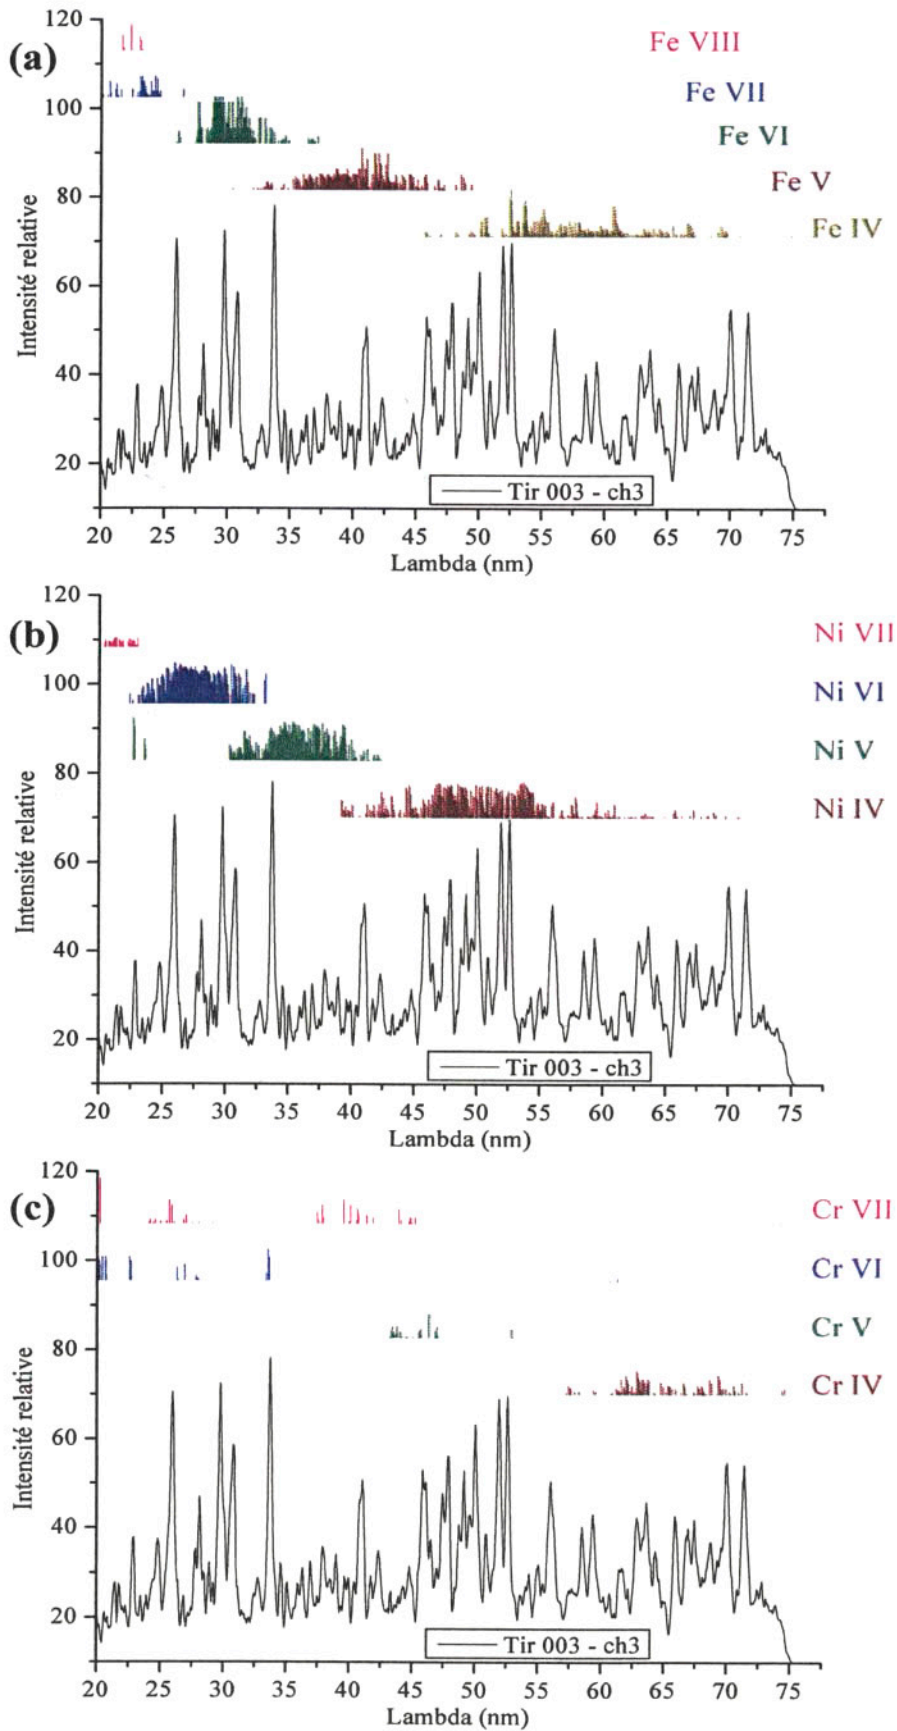 (a)
120
100
80
60
40
20
Intensité relative
Fe VIII
Fe VII
Fe VI
Fe V
Fe IV
Tir 003 - ch3
20 25 30 35 40 45 50 55 60 65 70 75
Lambda (nm)
(b)
120
100
80
60
40
20
Intensité relative
Ni VII
Ni VI
Ni V
Ni IV
Tir 003 - ch3
20 25 30 35 40 45 50 55 60 65 70 75
Lambda (nm)
(c)
120
100
80
60
40
20
Intensité relative
Cr VII
Cr VI
Cr V
Cr IV
Tir 003 - ch3
20 25 30 35 40 45 50 55 60 65 70 75
Lambda (nm)